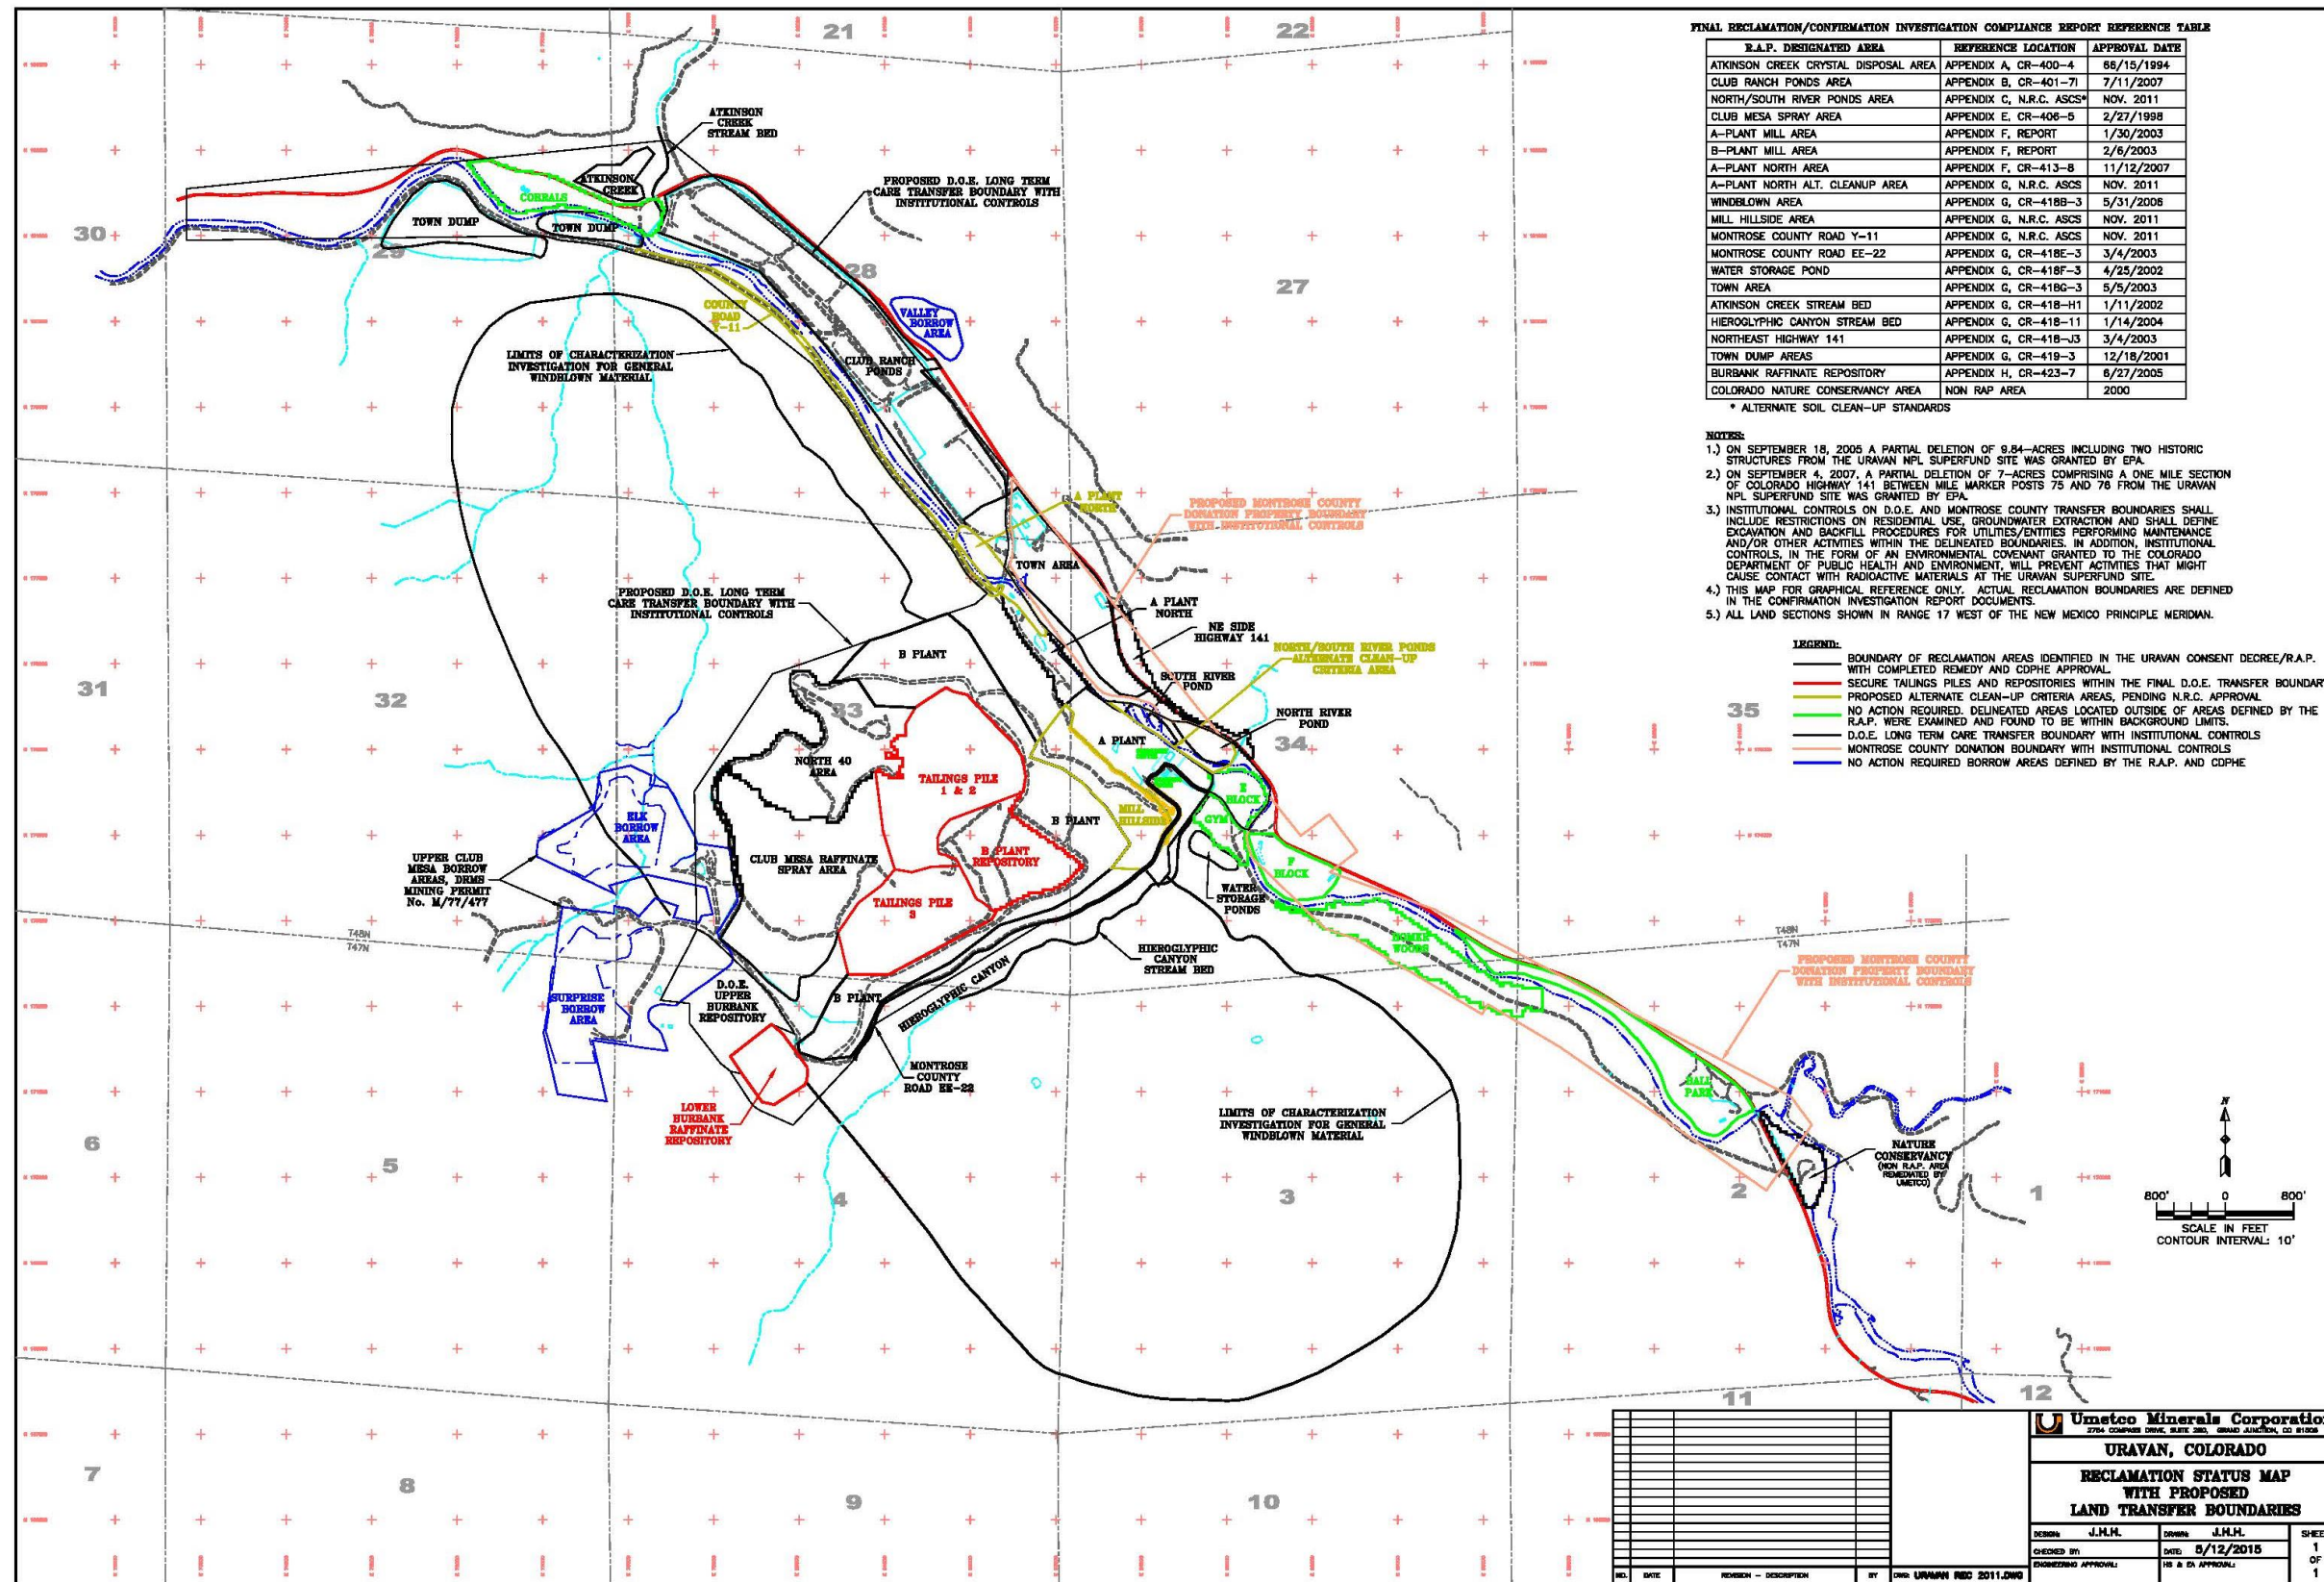 21
22
30
29
28
27
31
32
33
34
35
6
5
4
3
2
1
7
8
9
10
11
12
ATKINSON
CREEK
STREAM BED
ATKINSON
CREEK
CORRALS
TOWN DUMP
TOWN DUMP
PROPOSED D.O.E. LONG TERM
CARE TRANSFER BOUNDARY WITH
INSTITUTIONAL CONTROLS
COUNTY
ROAD
Y-11
VALLEY
BORROW
AREA
CLUB RANCH
PONDS
LIMITS OF CHARACTERIZATION
INVESTIGATION FOR GENERAL
WINDBLOWN MATERIAL
A PLANT
NORTH
PROPOSED MONTROSE COUNTY
DONATION PROPERTY BOUNDARY
WITH INSTITUTIONAL CONTROLS
TOWN AREA
PROPOSED D.O.E. LONG TERM
CARE TRANSFER BOUNDARY WITH
INSTITUTIONAL CONTROLS
A PLANT
NORTH
NE SIDE
HIGHWAY 141
NORTH/SOUTH RIVER PONDS
ALTERNATE CLEAN-UP
CRITERIA AREA
B PLANT
SOUTH RIVER
POND
NORTH RIVER
POND
A PLANT
NORTH 40
AREA
TAILINGS PILE
1 & 2
E
BLOCK
MILL
HILLSIDE
GYM
B PLANT
ELK
BORROW
AREA
B PLANT
REPOSITORY
CLUB MESA RAFFINATE
SPRAY AREA
F
BLOCK
UPPER CLUB
MESA BORROW
AREAS, DRMS
MINING PERMIT
No. M/77/477
TAILINGS PILE
3
WATER
STORAGE
PONDS
T48N
T47N
HIEROGLYPHIC
CANYON
STREAM BED
HIEROGLYPHIC CANYON
WOODS
T48N
T47N
PROPOSED MONTROSE COUNTY
DONATION PROPERTY BOUNDARY
WITH INSTITUTIONAL CONTROLS
SURPRISE
BORROW
AREA
D.O.E.
UPPER
BURBANK
REPOSITORY
B PLANT
MONTROSE
COUNTY
ROAD EE-22
LOWER
BURBANK
RAFFINATE
REPOSITORY
LIMITS OF CHARACTERIZATION
INVESTIGATION FOR GENERAL
WINDBLOWN MATERIAL
BALL
PARK
NATURE
CONSERVANCY
(NON R.A.P. AREA
REMEDIATED BY
UMETCO)
FINAL RECLAMATION/CONFIRMATION INVESTIGATION COMPLIANCE REPORT REFERENCE TABLE
R.A.P. DESIGNATED AREA REFERENCE LOCATION APPROVAL DATE
ATKINSON CREEK CRYSTAL DISPOSAL AREA APPENDIX A, CR-400-4 66/15/1994
CLUB RANCH PONDS AREA APPENDIX B, CR-401-7I 7/11/2007
NORTH/SOUTH RIVER PONDS AREA APPENDIX C, N.R.C. ASCS* NOV. 2011
CLUB MESA SPRAY AREA APPENDIX E, CR-406-5 2/27/1998
A-PLANT MILL AREA APPENDIX F, REPORT 1/30/2003
B-PLANT MILL AREA APPENDIX F, REPORT 2/6/2003
A-PLANT NORTH AREA APPENDIX F, CR-413-8 11/12/2007
A-PLANT NORTH ALT. CLEANUP AREA APPENDIX G, N.R.C. ASCS NOV. 2011
WINDBLOWN AREA APPENDIX G, CR-418B-3 5/31/2006
MILL HILLSIDE AREA APPENDIX G, N.R.C. ASCS NOV. 2011
MONTROSE COUNTY ROAD Y-11 APPENDIX G, N.R.C. ASCS NOV. 2011
MONTROSE COUNTY ROAD EE-22 APPENDIX G, CR-418E-3 3/4/2003
WATER STORAGE POND APPENDIX G, CR-418F-3 4/25/2002
TOWN AREA APPENDIX G, CR-418G-3 5/5/2003
ATKINSON CREEK STREAM BED APPENDIX G, CR-418-H1 1/11/2002
HIEROGLYPHIC CANYON STREAM BED APPENDIX G, CR-418-11 1/14/2004
NORTHEAST HIGHWAY 141 APPENDIX G, CR-418-J3 3/4/2003
TOWN DUMP AREAS APPENDIX G, CR-419-3 12/18/2001
BURBANK RAFFINATE REPOSITORY APPENDIX H, CR-423-7 6/27/2005
COLORADO NATURE CONSERVANCY AREA NON RAP AREA 2000
* ALTERNATE SOIL CLEAN-UP STANDARDS
NOTES:
1.) ON SEPTEMBER 18, 2005 A PARTIAL DELETION OF 9.84-ACRES INCLUDING TWO HISTORIC
STRUCTURES FROM THE URAVAN NPL SUPERFUND SITE WAS GRANTED BY EPA.
2.) ON SEPTEMBER 4, 2007, A PARTIAL DELETION OF 7-ACRES COMPRISING A ONE MILE SECTION
OF COLORADO HIGHWAY 141 BETWEEN MILE MARKER POSTS 75 AND 76 FROM THE URAVAN
NPL SUPERFUND SITE WAS GRANTED BY EPA.
3.) INSTITUTIONAL CONTROLS ON D.O.E. AND MONTROSE COUNTY TRANSFER BOUNDARIES SHALL
INCLUDE RESTRICTIONS ON RESIDENTIAL USE, GROUNDWATER EXTRACTION AND SHALL DEFINE
EXCAVATION AND BACKFILL PROCEDURES FOR UTILITIES/ENTITIES PERFORMING MAINTENANCE
AND/OR OTHER ACTIVITIES WITHIN THE DELINEATED BOUNDARIES. IN ADDITION, INSTITUTIONAL
CONTROLS, IN THE FORM OF AN ENVIRONMENTAL COVENANT GRANTED TO THE COLORADO
DEPARTMENT OF PUBLIC HEALTH AND ENVIRONMENT, WILL PREVENT ACTIVITIES THAT MIGHT
CAUSE CONTACT WITH RADIOACTIVE MATERIALS AT THE URAVAN SUPERFUND SITE.
4.) THIS MAP FOR GRAPHICAL REFERENCE ONLY. ACTUAL RECLAMATION BOUNDARIES ARE DEFINED
IN THE CONFIRMATION INVESTIGATION REPORT DOCUMENTS.
5.) ALL LAND SECTIONS SHOWN IN RANGE 17 WEST OF THE NEW MEXICO PRINCIPLE MERIDIAN.
LEGEND:
BOUNDARY OF RECLAMATION AREAS IDENTIFIED IN THE URAVAN CONSENT DECREE/R.A.P.
WITH COMPLETED REMEDY AND CDPHE APPROVAL
SECURE TAILINGS PILES AND REPOSITORIES WITHIN THE FINAL D.O.E. TRANSFER BOUNDARY
PROPOSED ALTERNATE CLEAN-UP CRITERIA AREAS, PENDING N.R.C. APPROVAL
NO ACTION REQUIRED. DELINEATED AREAS LOCATED OUTSIDE OF AREAS DEFINED BY THE
R.A.P. WERE EXAMINED AND FOUND TO BE WITHIN BACKGROUND LIMITS.
D.O.E. LONG TERM CARE TRANSFER BOUNDARY WITH INSTITUTIONAL CONTROLS
MONTROSE COUNTY DONATION BOUNDARY WITH INSTITUTIONAL CONTROLS
NO ACTION REQUIRED BORROW AREAS DEFINED BY THE R.A.P. AND CDPHE
N
800' 0 800'
SCALE IN FEET
CONTOUR INTERVAL: 10'
Umetco Minerals Corporation
2754 COMPASS DRIVE, SUITE 280, GRAND JUNCTION, CO 81506
URAVAN, COLORADO
RECLAMATION STATUS MAP
WITH PROPOSED
LAND TRANSFER BOUNDARIES
DESIGN: J.H.H. DRAWN: J.H.H. SHEE
CHECKED BY: DATE: 5/12/2015 1
ENGINEERING APPROVAL: HS & EA APPROVAL: OF
1
NO. DATE REVISION - DESCRIPTION BY DWG: URAVAN REC 2011.DWG